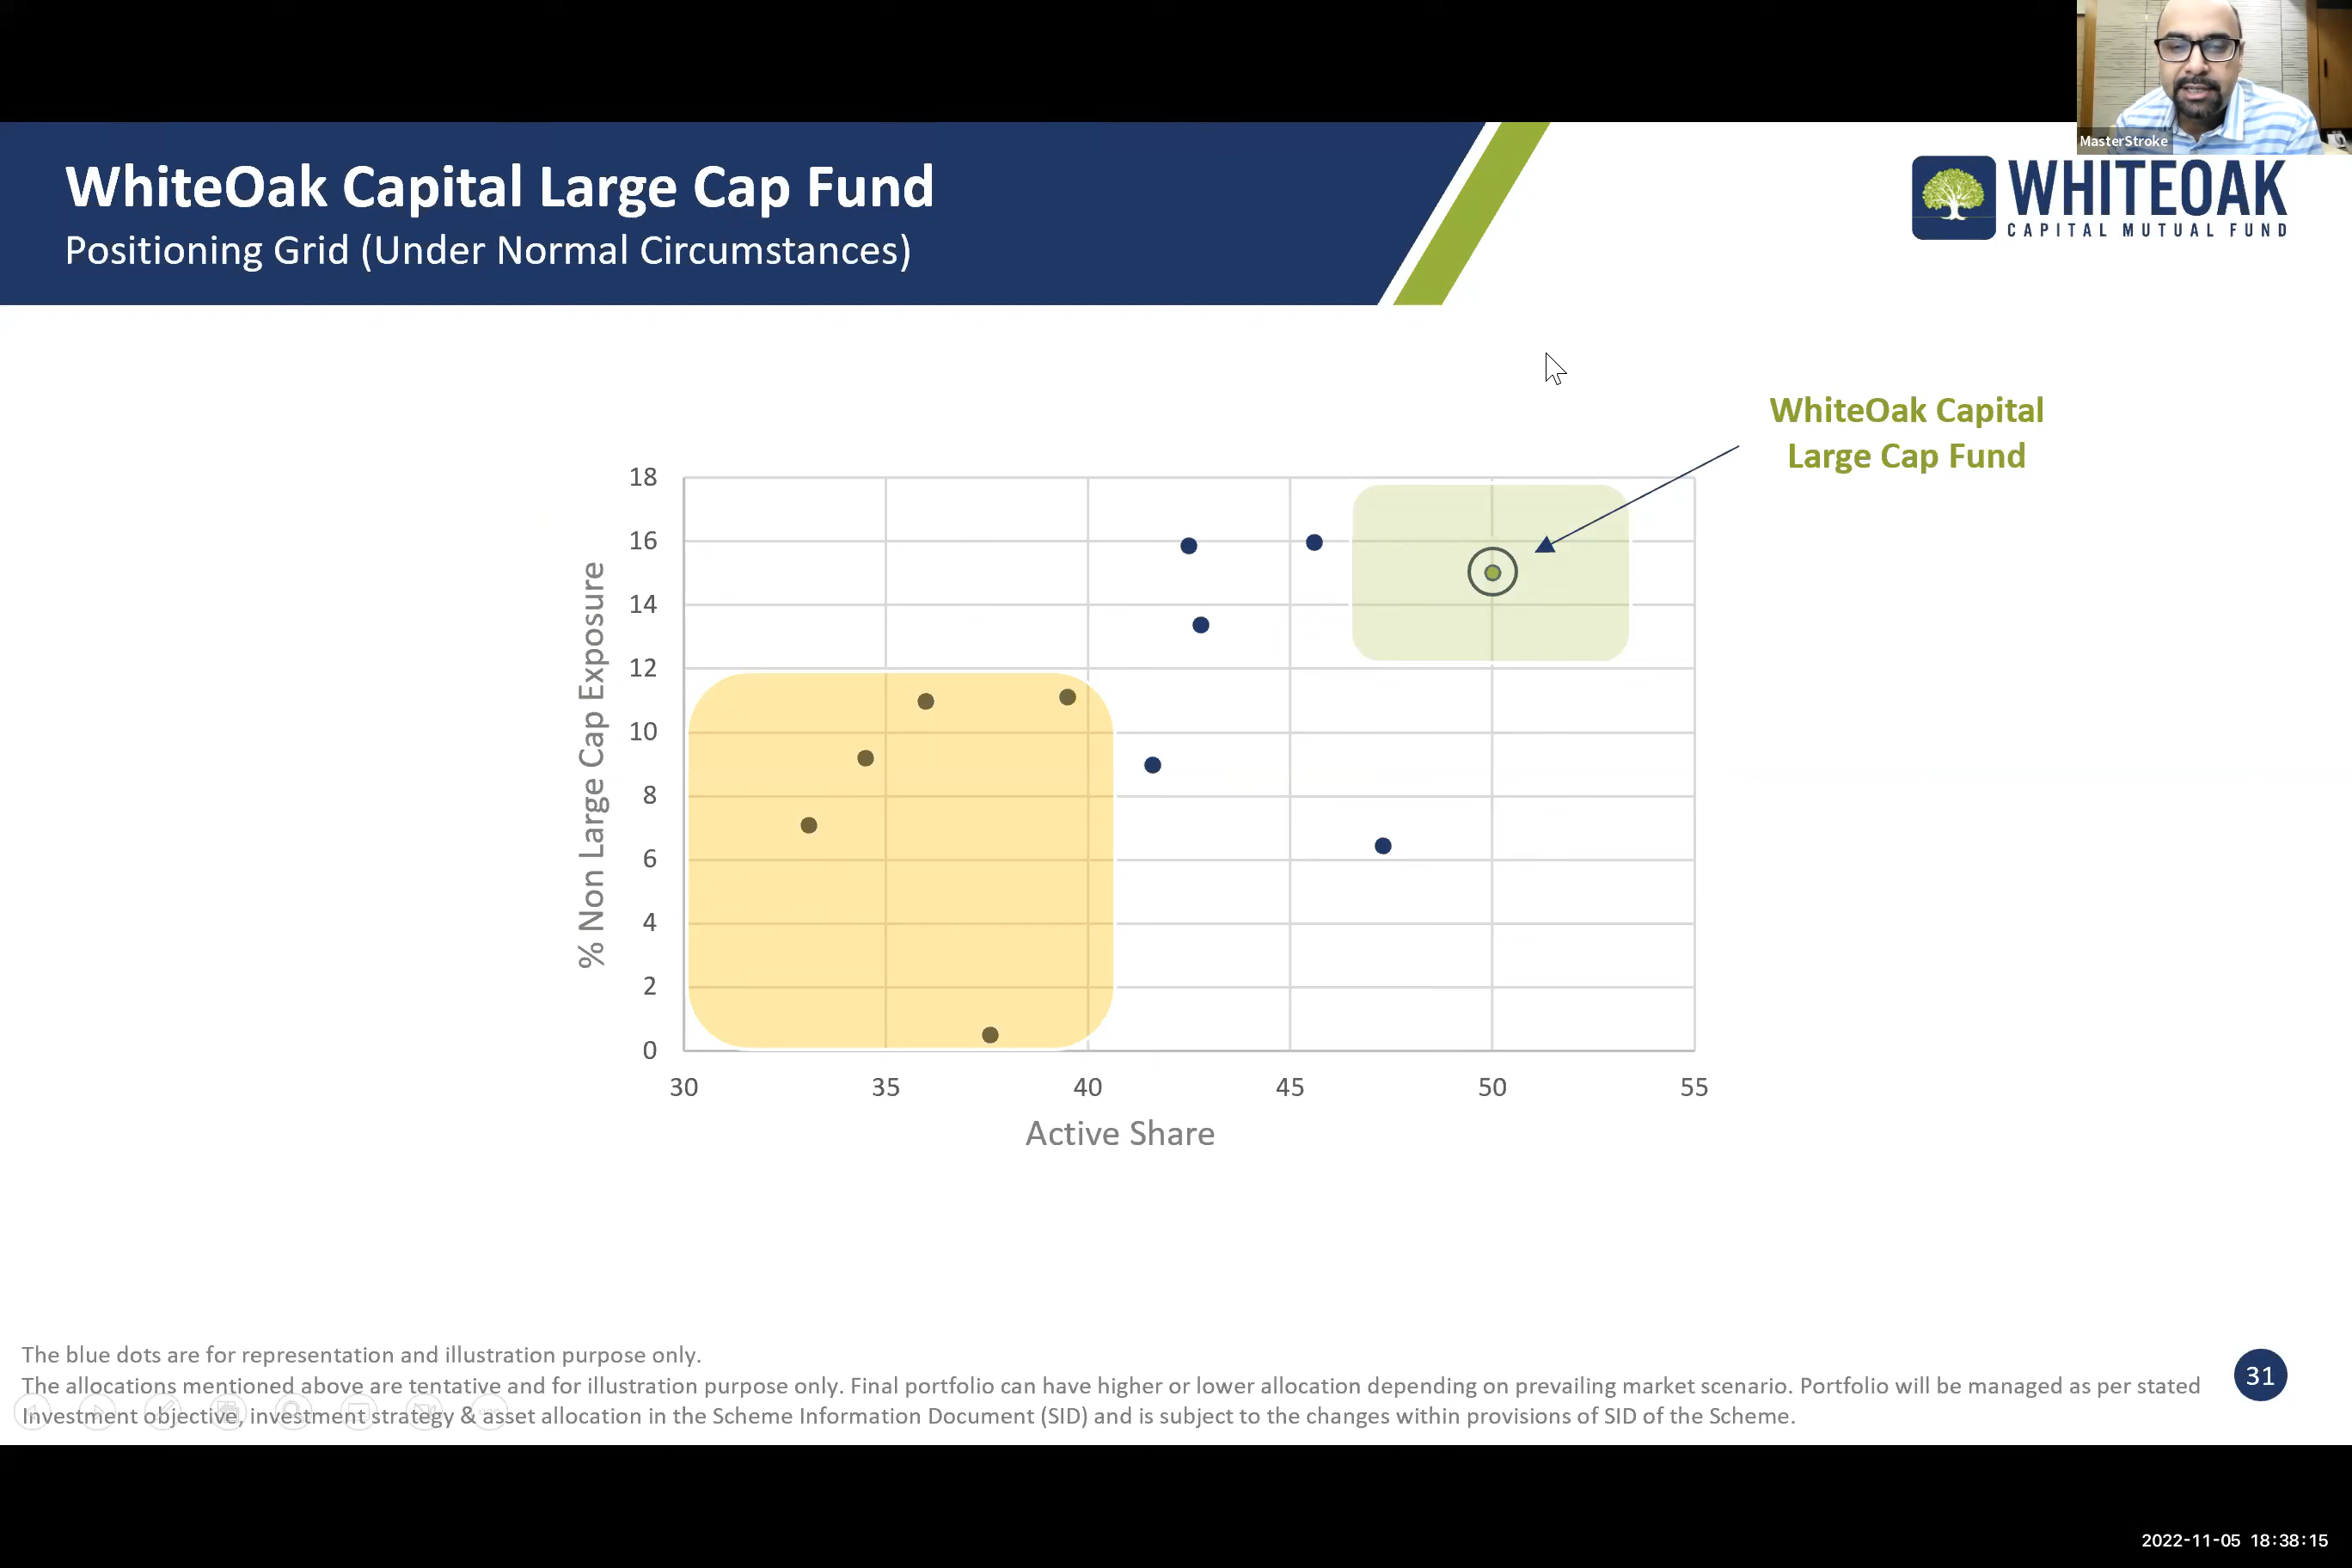 MasterStroke
WhiteOak Capital Large Cap Fund
Positioning Grid (Under Normal Circumstances)
WHITEOAK
CAPITAL MUTUAL FUND
WhiteOak Capital
Large Cap Fund
% Non Large Cap Exposure
18
16
14
12
10
8
6
4
2
0
30 35 40 45 50 55
Active Share
The blue dots are for representation and illustration purpose only.
The allocations mentioned above are tentative and for illustration purpose only. Final portfolio can have higher or lower allocation depending on prevailing market scenario. Portfolio will be managed as per stated
Investment objective, investment strategy & asset allocation in the Scheme Information Document (SID) and is subject to the changes within provisions of SID of the Scheme.
31
2022-11-05 18:38:15